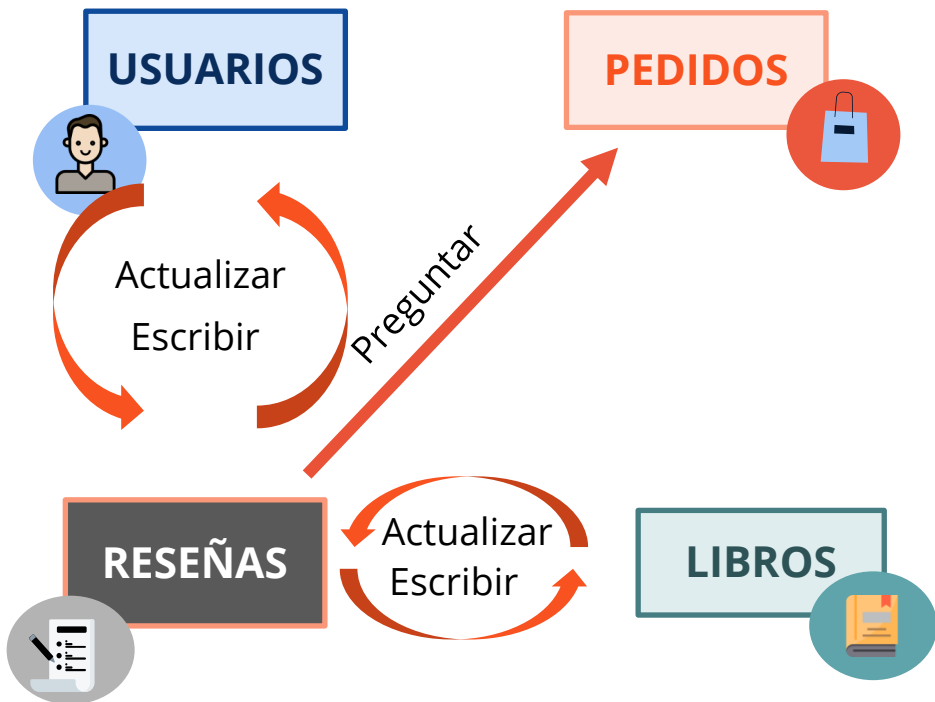 USUARIOS
PEDIDOS
Actualizar
Escribir
Preguntar
RESEÑAS
Actualizar
Escribir
LIBROS